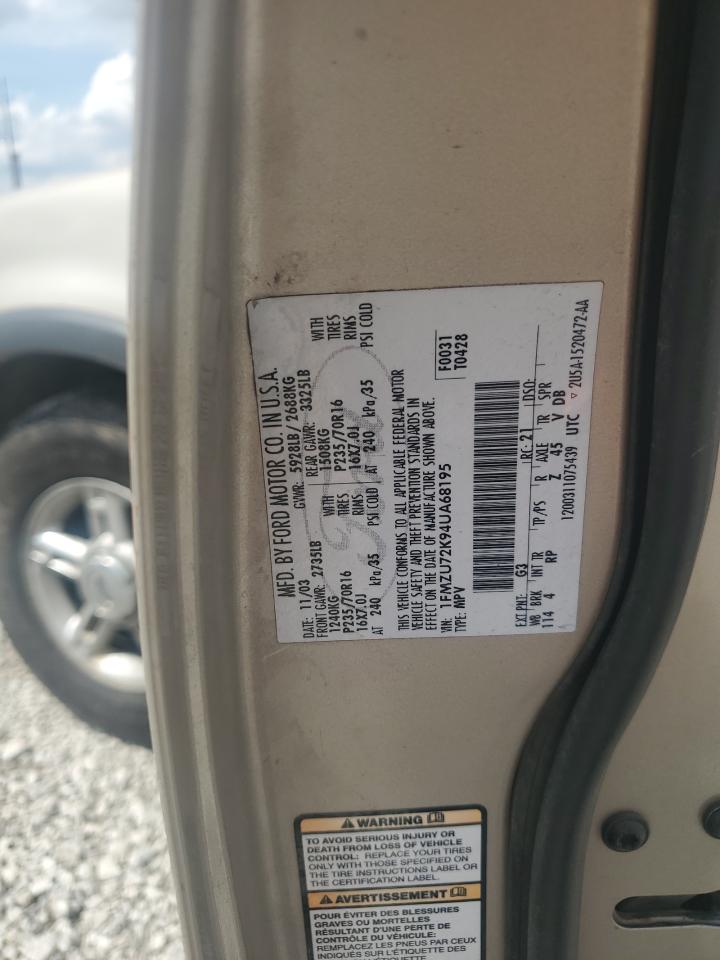 MFD. BY FORD MOTOR CO. IN U.S.A.
DATE: 11/03 GVWR: 5928LB / 2688KG
FRONT GAWR: 2735LB REAR GAWR: 3325LB
1240KG 1508KG WITH
P235/70R16 P235/70R16 TIRES
16X7.0J 16X7.0J RIMS
AT 240 kPa/35 AT 240 kPa/35 PSI COLD
WITH
TIRES
RIMS
THIS VEHICLE CONFORMS TO ALL APPLICABLE FEDERAL MOTOR
VEHICLE SAFETY AND THEFT PREVENTION STANDARDS IN
EFFECT ON THE DATE OF MANUFACTURE SHOWN ABOVE.
VIN: 1FMZU72K94UA68195
TYPE: MPV
F0031
T0428
EXT PNT: G3 RC: 21 DSO:
WB BRK INT TR TP/PS R AXLE TR SPR
114 4 RP Z 45 V DB
1200311075439 UTC ▽ 2U5A-1520472-AA
WARNING
TO AVOID SERIOUS INJURY OR
DEATH FROM LOSS OF VEHICLE
CONTROL: REPLACE YOUR TIRES
ONLY WITH THOSE SPECIFIED ON
THE TIRE INSTRUCTIONS LABEL OR
THE CERTIFICATION LABEL.
AVERTISSEMENT
POUR ÉVITER DES BLESSURES
GRAVES OU MORTELLES
RÉSULTANT D'UNE PERTE DE
CONTRÔLE DU VÉHICULE:
REMPLACEZ LES PNEUS PAR CEUX
INDIQUÉS SUR L'ÉTIQUETTE DES